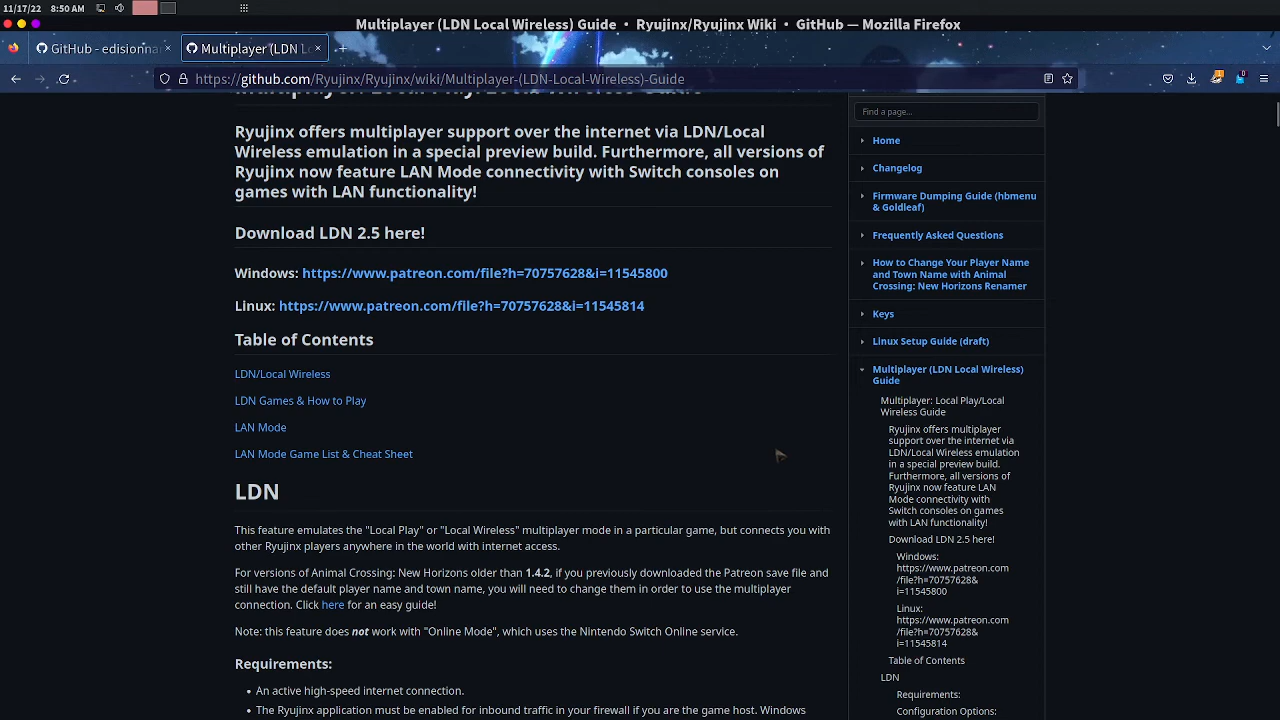 11/17/22 8:50 AM
Multiplayer (LDN Local Wireless) Guide • Ryujinx/Ryujinx Wiki • GitHub — Mozilla Firefox
GitHub - edisionna
Multiplayer (LDN Lo
https://github.com/Ryujinx/Ryujinx/wiki/Multiplayer-(LDN-Local-Wireless)-Guide
Multiplayer: Local Play/Local Wireless Guide
Ryujinx offers multiplayer support over the internet via LDN/Local
Wireless emulation in a special preview build. Furthermore, all versions of
Ryujinx now feature LAN Mode connectivity with Switch consoles on
games with LAN functionality!
Download LDN 2.5 here!
Windows: https://www.patreon.com/file?h=70757628&i=11545800
Linux: https://www.patreon.com/file?h=70757628&i=11545814
Table of Contents
LDN/Local Wireless
LDN Games & How to Play
LAN Mode
LAN Mode Game List & Cheat Sheet
LDN
This feature emulates the "Local Play" or "Local Wireless" multiplayer mode in a particular game, but connects you with
other Ryujinx players anywhere in the world with internet access.
For versions of Animal Crossing: New Horizons older than 1.4.2, if you previously downloaded the Patreon save file and
still have the default player name and town name, you will need to change them in order to use the multiplayer
connection. Click here for an easy guide!
Note: this feature does not work with "Online Mode", which uses the Nintendo Switch Online service.
Requirements:
• An active high-speed internet connection.
• The Ryujinx application must be enabled for inbound traffic in your firewall if you are the game host. Windows
Find a page...
Home
Changelog
Firmware Dumping Guide (hbmenu
& Goldleaf)
Frequently Asked Questions
How to Change Your Player Name
and Town Name with Animal
Crossing: New Horizons Renamer
Keys
Linux Setup Guide (draft)
Multiplayer (LDN Local Wireless)
Guide
Multiplayer: Local Play/Local
Wireless Guide
Ryujinx offers multiplayer
support over the internet via
LDN/Local Wireless emulation
in a special preview build.
Furthermore, all versions of
Ryujinx now feature LAN
Mode connectivity with
Switch consoles on games
with LAN functionality!
Download LDN 2.5 here!
Windows:
https://www.patreon.com
/file?h=70757628&
i=11545800
Linux:
https://www.patreon.com
/file?h=70757628&
i=11545814
Table of Contents
LDN
Requirements:
Configuration Options: